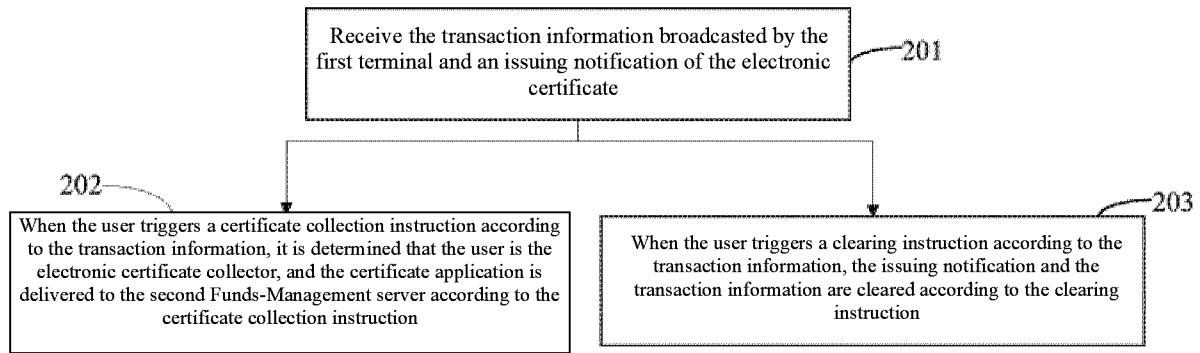 Receive the transaction information broadcasted by the
first terminal and an issuing notification of the electronic
certificate
201
202
203
When the user triggers a certificate collection instruction according
to the transaction information, it is determined that the user is the
electronic certificate collector, and the certificate application is
delivered to the second Funds-Management server according to the
certificate collection instruction
When the user triggers a clearing instruction according to the
transaction information, the issuing notification and the
transaction information are cleared according to the clearing
instruction